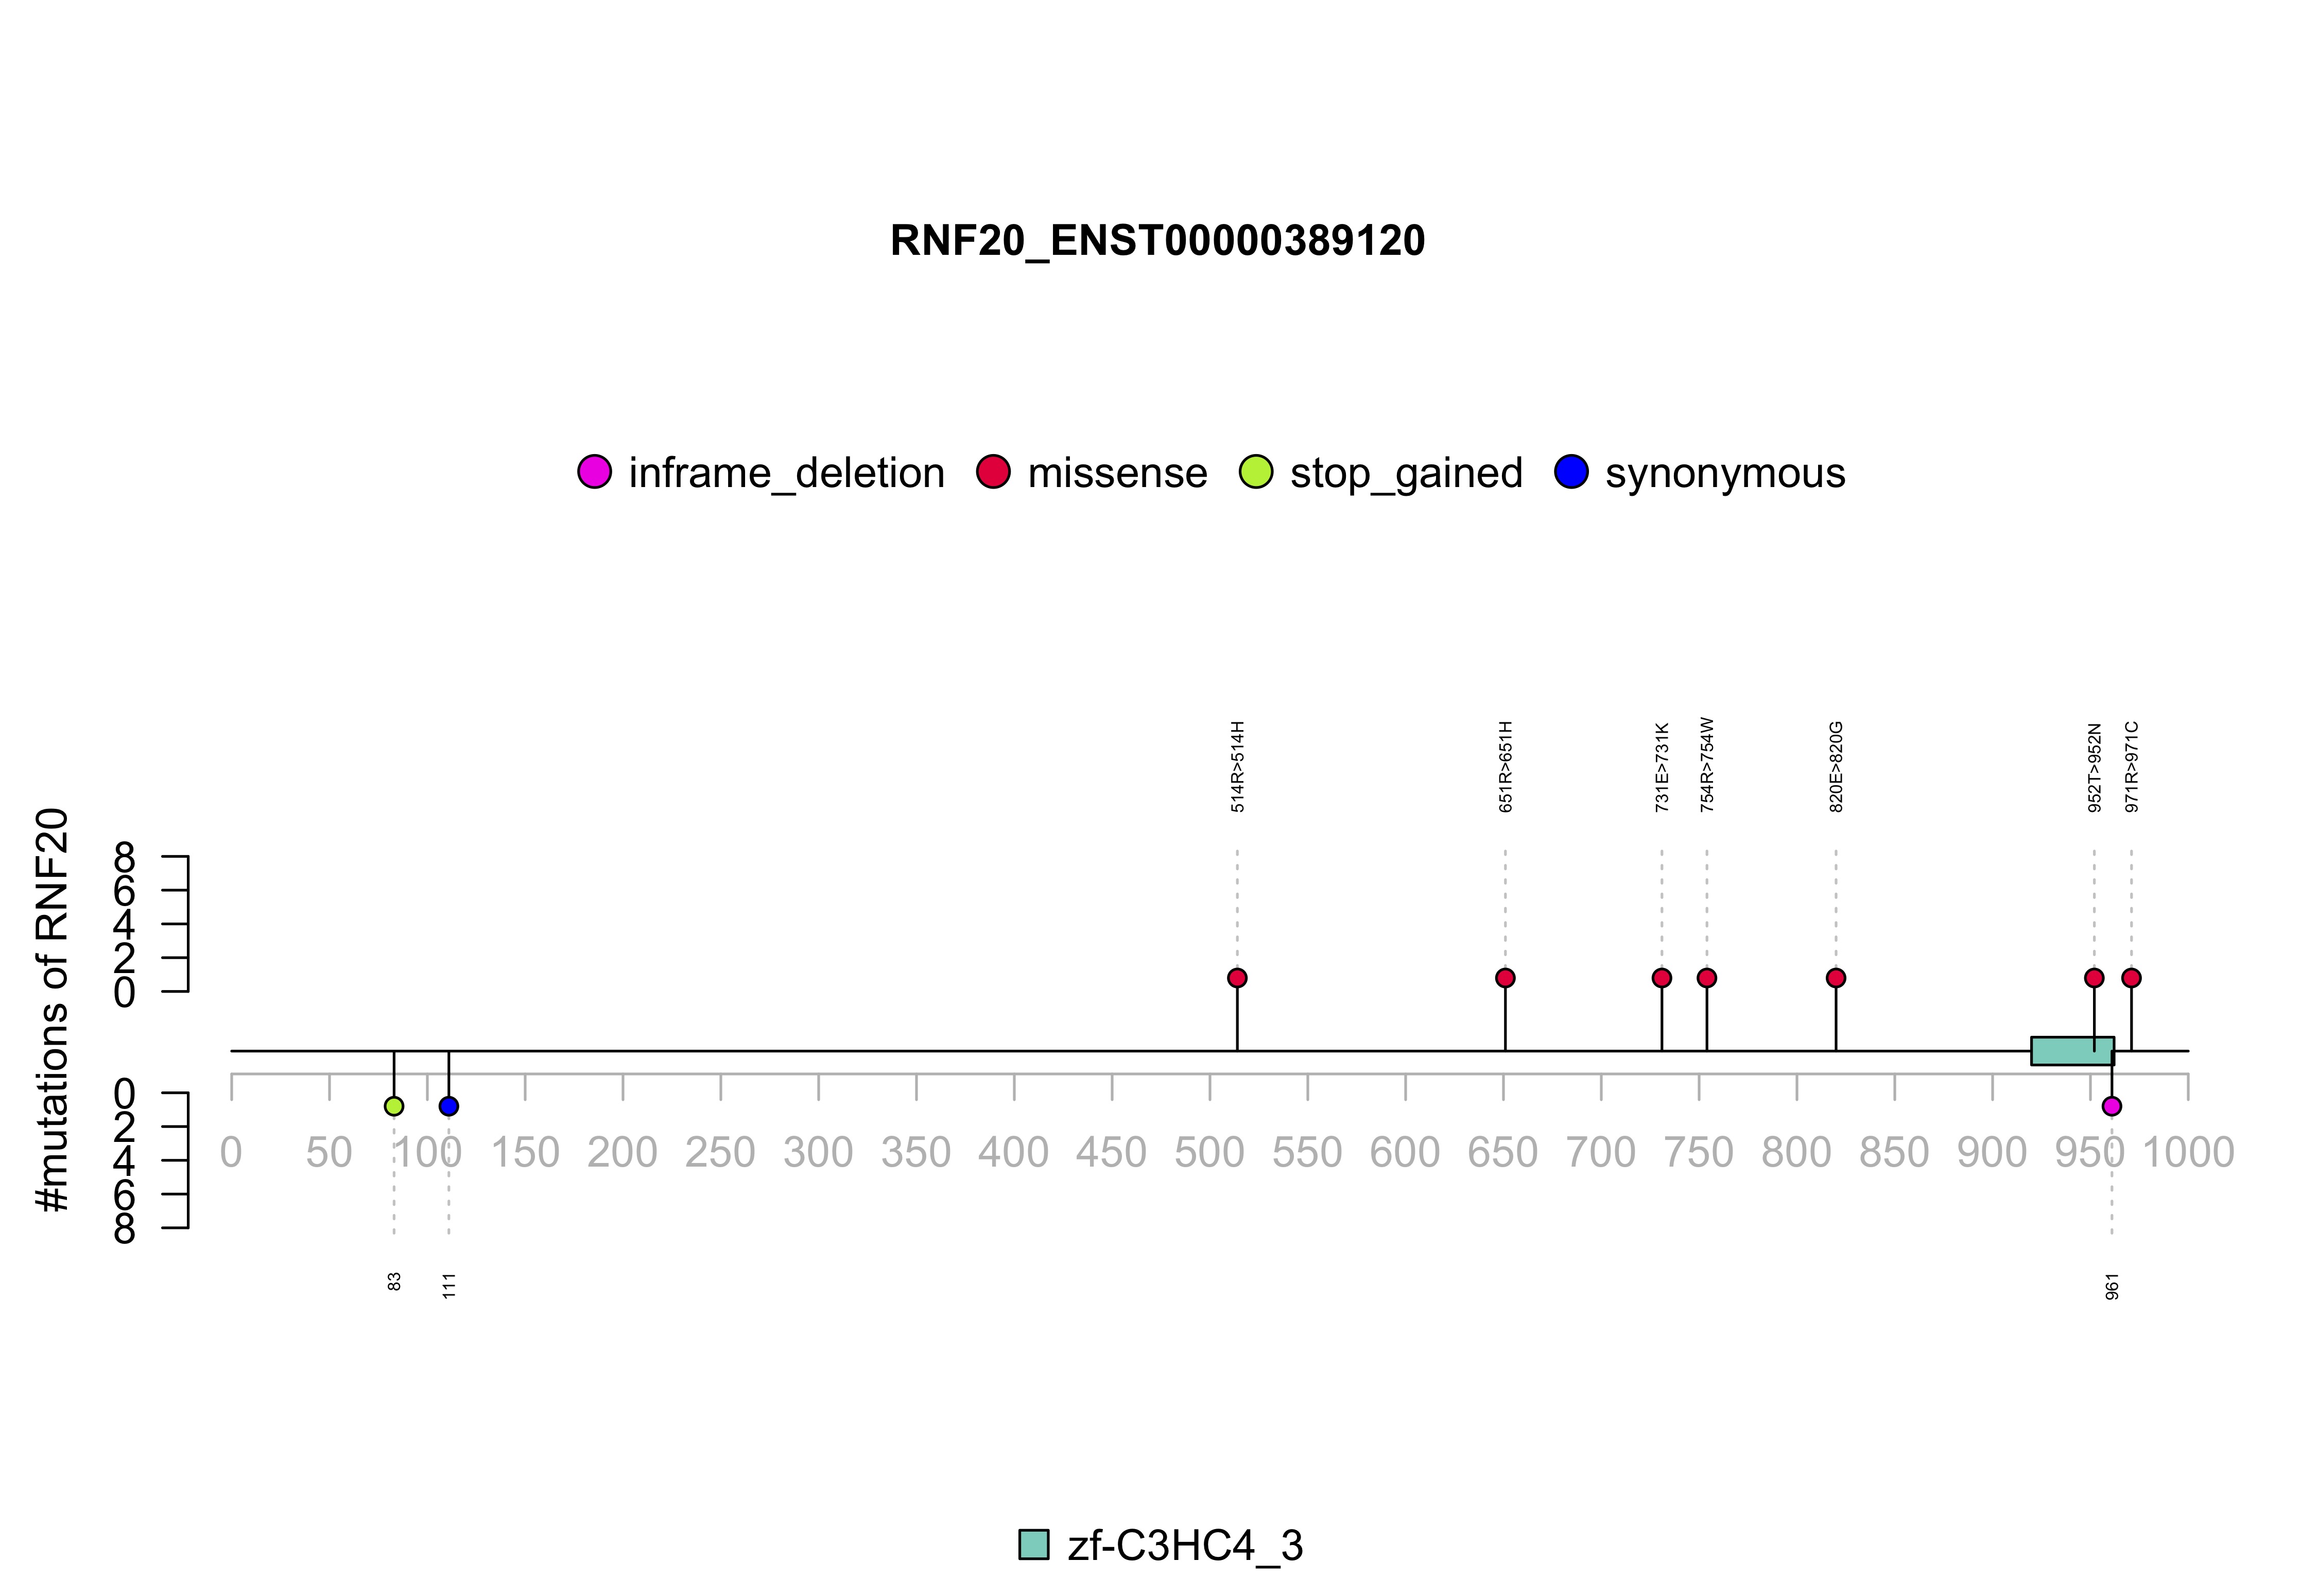 RNF20_ENST00000389120
inframe_deletion missense stop_gained synonymous
514R>514H
651R>651H
731E>731K
754R>754W
820E>820G
952T>952N
971R>971C
#mutations of RNF20
8
6
4
2
0
0
2
4
6
8
0 50 100 150 200 250 300 350 400 450 500 550 600 650 700 750 800 850 900 950 1000
83
111
961
zf-C3HC4_3